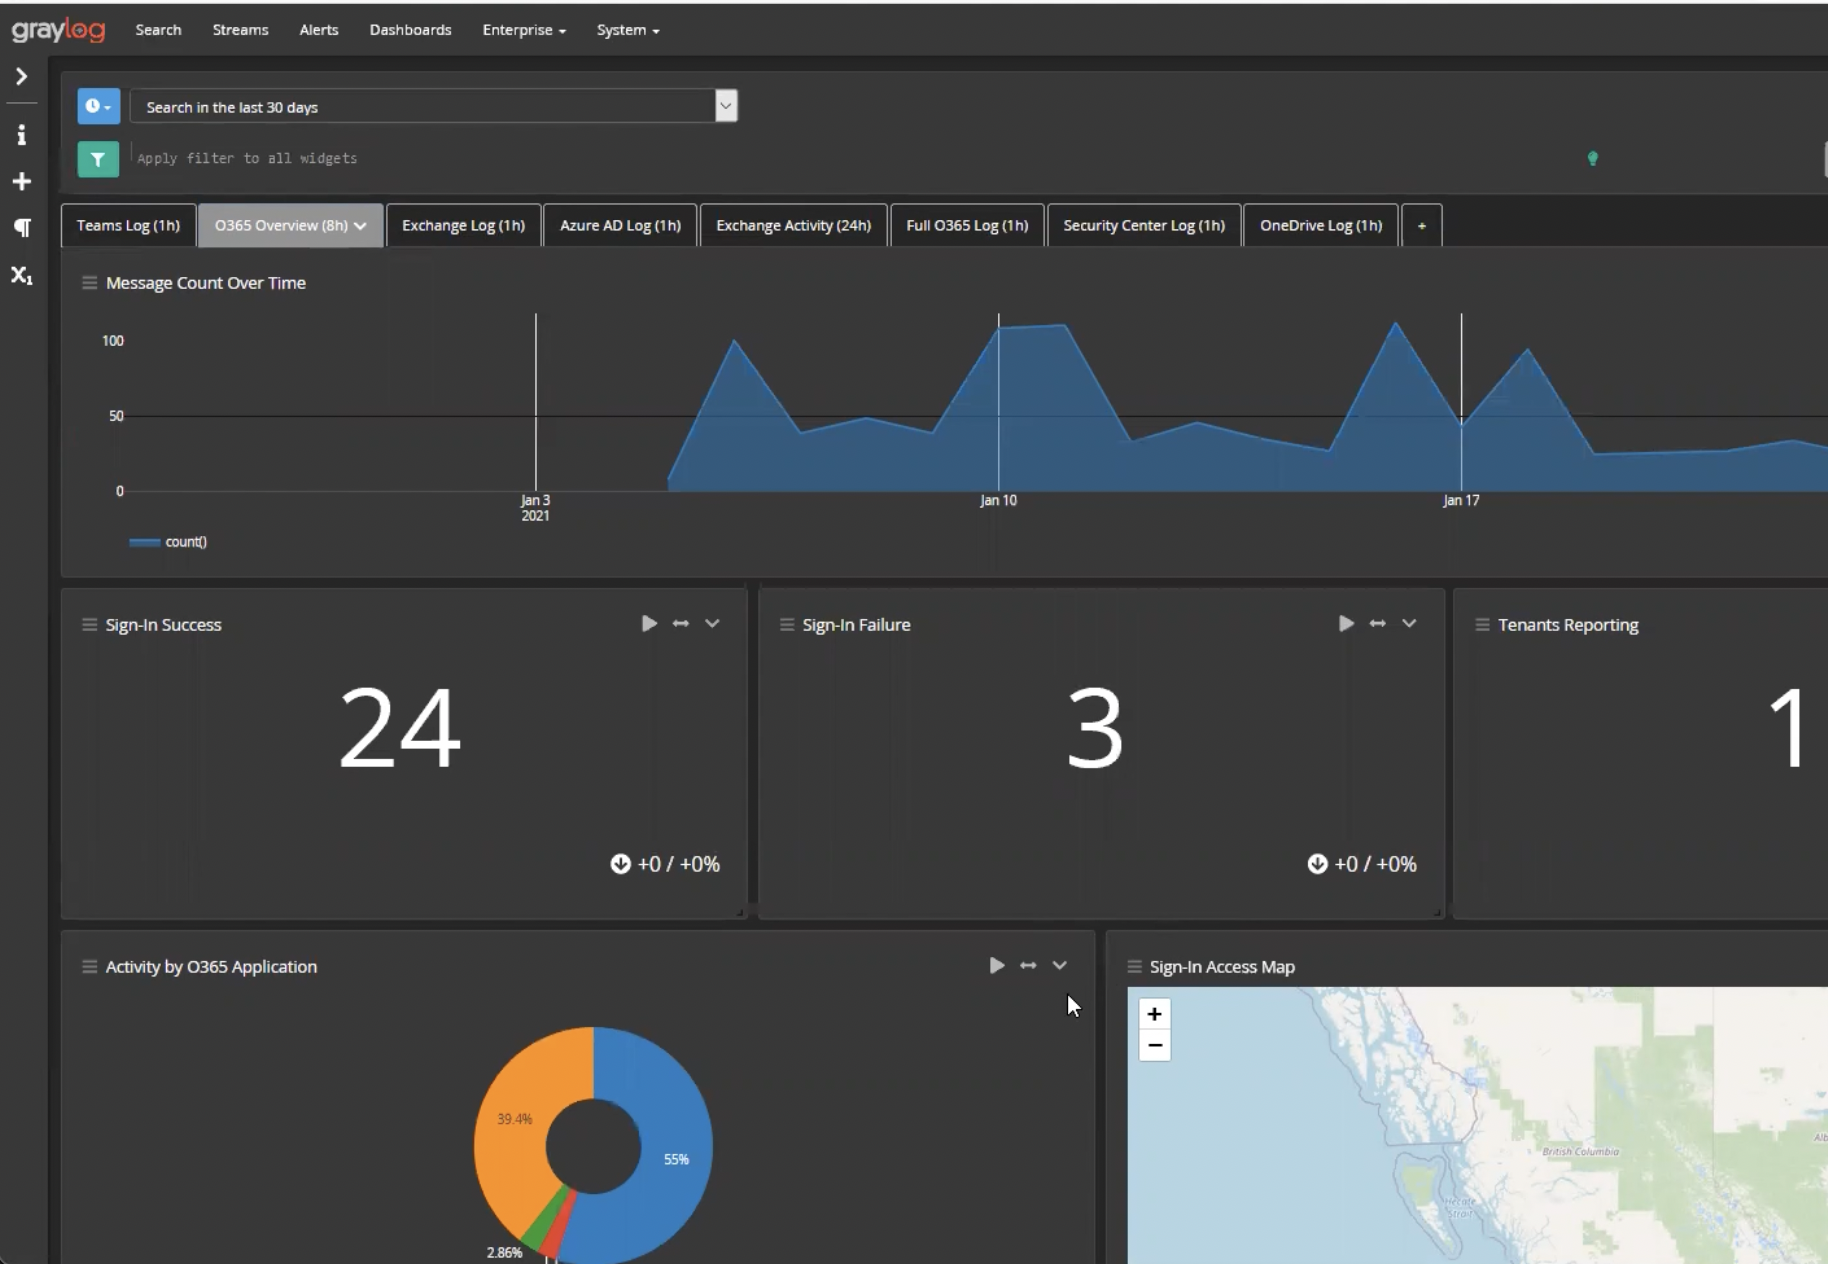 graylog Search Streams Alerts Dashboards Enterprise System
Search in the last 30 days
Apply filter to all widgets
Teams Log (1h) O365 Overview (8h) Exchange Log (1h) Azure AD Log (1h) Exchange Activity (24h) Full O365 Log (1h) Security Center Log (1h) OneDrive Log (1h) +
Message Count Over Time
100
50
0
Jan 3 Jan 10 Jan 17
2021
count()
Sign-In Success Sign-In Failure Tenants Reporting
24 3 1
+0 / +0% +0 / +0%
Activity by O365 Application Sign-In Access Map
+
−
39.4%
55%
2.86%
British Columbia
Alb
Hecate
Strait